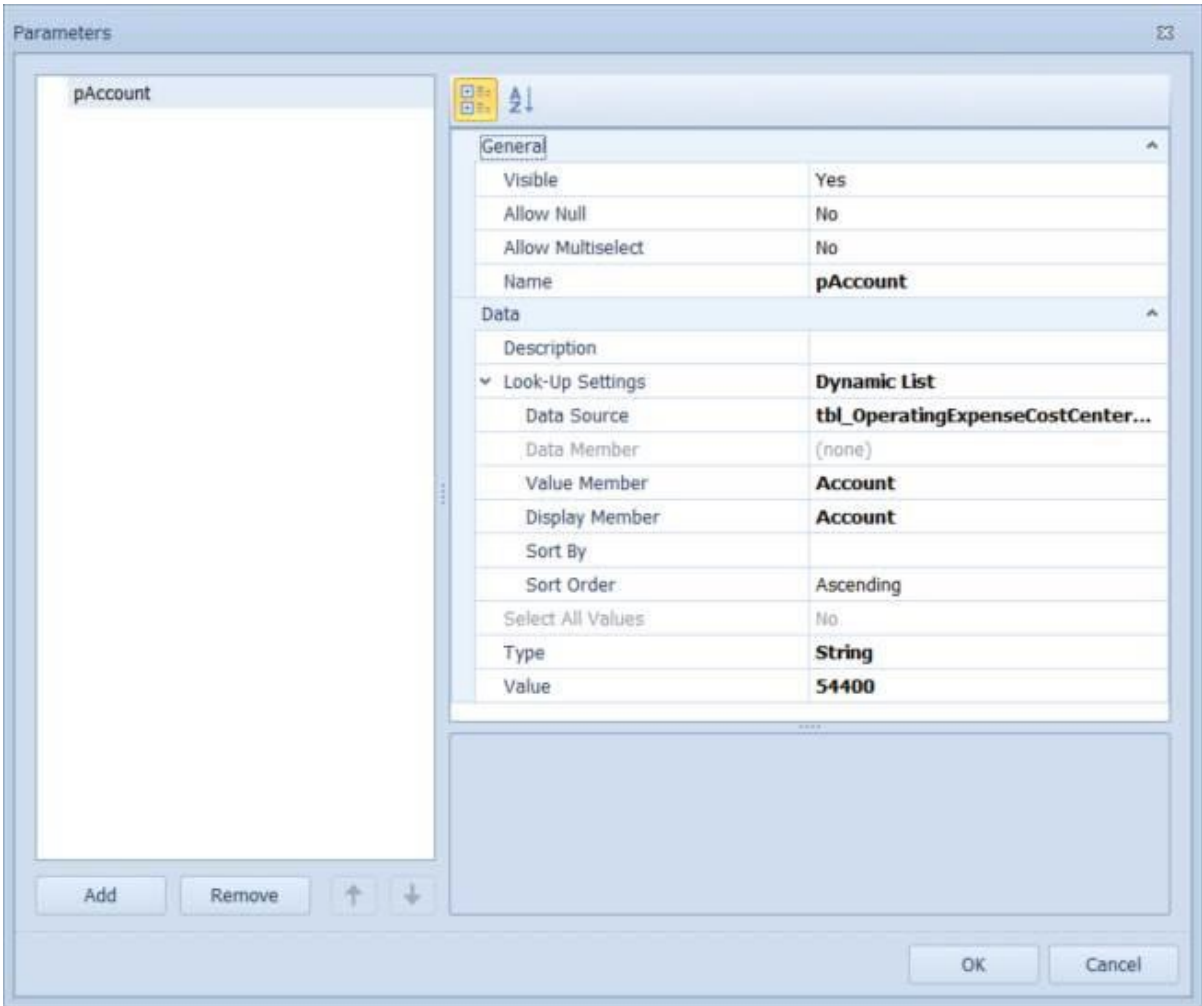 Parameters
pAccount
General
Visible Yes
Allow Null No
Allow Multiselect No
Name pAccount
Data
Description
Look-Up Settings Dynamic List
Data Source tbl_OperatingExpenseCostCenter...
Data Member (none)
Value Member Account
Display Member Account
Sort By
Sort Order Ascending
Select All Values No
Type String
Value 54400
Add Remove
OK Cancel